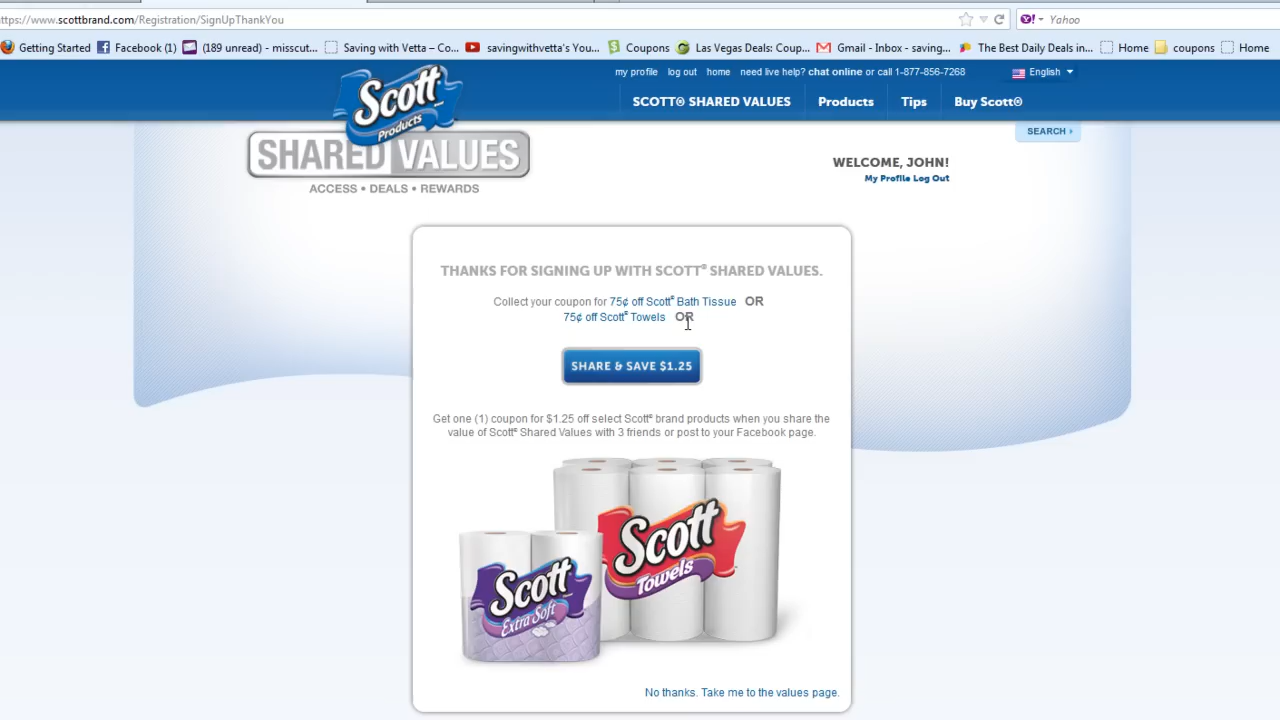 https://www.scottbrand.com/Registration/SignUpThankYou
Yahoo
Getting Started
Facebook (1)
(189 unread) - misscut...
Saving with Vetta – Co...
savingwithvetta's You...
Coupons
Las Vegas Deals: Coup...
Gmail - Inbox - saving...
The Best Daily Deals in...
Home
coupons
Home
my profile log out home need live help? chat online or call 1-877-856-7268 English
Scott
Products
SCOTT® SHARED VALUES Products Tips Buy Scott®
SEARCH
SHARED VALUES
ACCESS • DEALS • REWARDS
WELCOME, JOHN!
My Profile Log Out
THANKS FOR SIGNING UP WITH SCOTT® SHARED VALUES.
Collect your coupon for 75¢ off Scott® Bath Tissue OR
75¢ off Scott® Towels OR
SHARE & SAVE $1.25
Get one (1) coupon for $1.25 off select Scott® brand products when you share the
value of Scott® Shared Values with 3 friends or post to your Facebook page.
Scott
Towels
Scott
Extra Soft
No thanks. Take me to the values page.